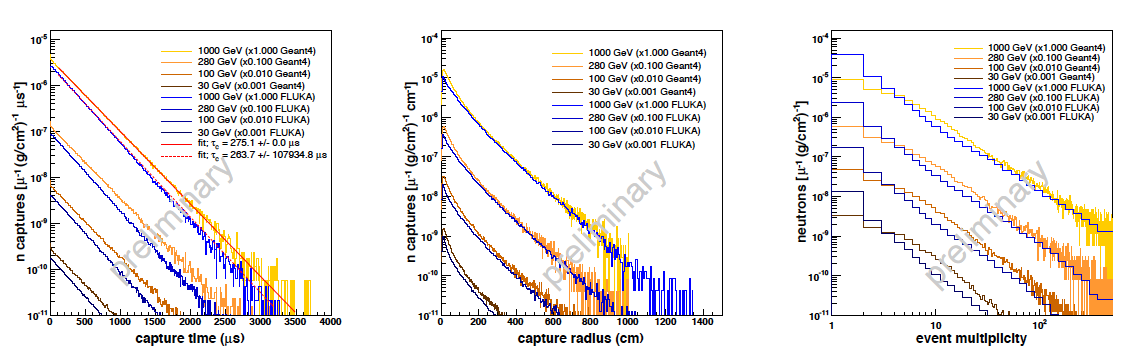 n captures [μ⁻¹ (g/cm²)⁻¹ μs⁻¹]
10⁻⁵
10⁻⁶
10⁻⁷
10⁻⁸
10⁻⁹
10⁻¹⁰
10⁻¹¹
1000 GeV (x1.000 Geant4)
280 GeV (x0.100 Geant4)
100 GeV (x0.010 Geant4)
30 GeV (x0.001 Geant4)
1000 GeV (x1.000 FLUKA)
280 GeV (x0.100 FLUKA)
100 GeV (x0.010 FLUKA)
30 GeV (x0.001 FLUKA)
fit; τc = 275.1 +/- 0.0 μs
fit; τc = 263.7 +/- 107934.8 μs
preliminary
0 500 1000 1500 2000 2500 3000 3500 4000
capture time (μs)
n captures [μ⁻¹ (g/cm²)⁻¹ cm⁻¹]
10⁻⁴
10⁻⁵
10⁻⁶
10⁻⁷
10⁻⁸
10⁻⁹
10⁻¹⁰
10⁻¹¹
1000 GeV (x1.000 Geant4)
280 GeV (x0.100 Geant4)
100 GeV (x0.010 Geant4)
30 GeV (x0.001 Geant4)
1000 GeV (x1.000 FLUKA)
280 GeV (x0.100 FLUKA)
100 GeV (x0.010 FLUKA)
30 GeV (x0.001 FLUKA)
preliminary
0 200 400 600 800 1000 1200 1400
capture radius (cm)
neutrons [μ⁻¹ (g/cm²)⁻¹]
10⁻⁴
10⁻⁵
10⁻⁶
10⁻⁷
10⁻⁸
10⁻⁹
10⁻¹⁰
10⁻¹¹
1000 GeV (x1.000 Geant4)
280 GeV (x0.100 Geant4)
100 GeV (x0.010 Geant4)
30 GeV (x0.001 Geant4)
1000 GeV (x1.000 FLUKA)
280 GeV (x0.100 FLUKA)
100 GeV (x0.010 FLUKA)
30 GeV (x0.001 FLUKA)
preliminary
1 10 10²
event multiplicity